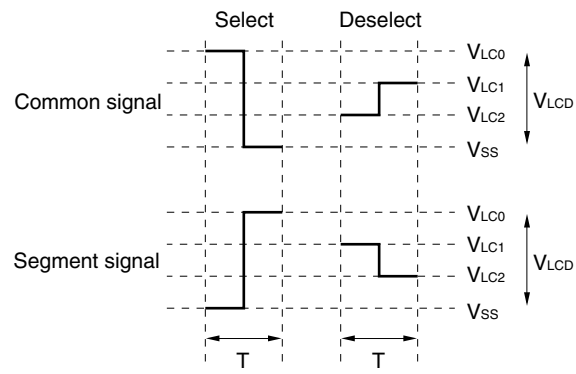 Select Deselect
Common signal
VLC0
VLC1
VLC2
VSS
VLCD
Segment signal
VLC0
VLC1
VLC2
VSS
VLCD
T T